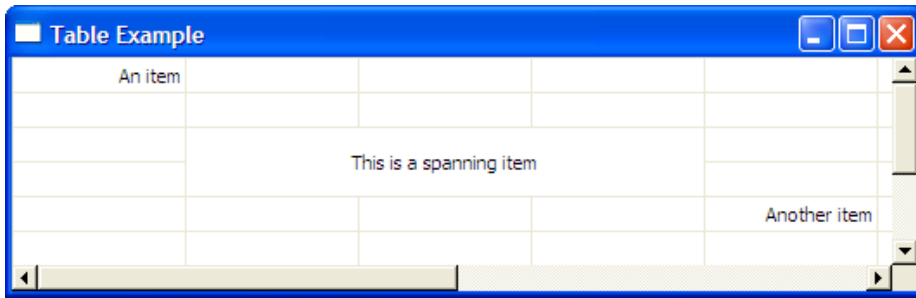 Table Example
An item
This is a spanning item
Another item